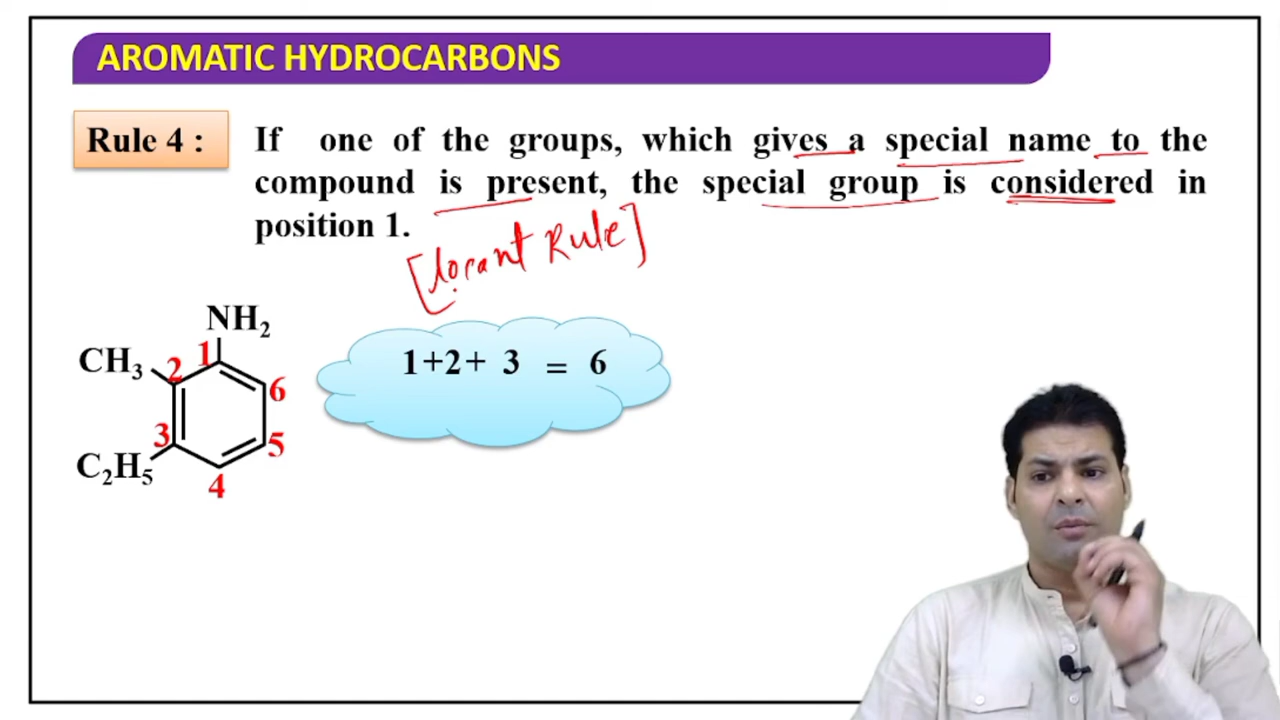 AROMATIC HYDROCARBONS
Rule 4 :
If one of the groups, which gives a special name to the
compound is present, the special group is considered in
position 1.
[locant Rule]
NH₂
CH₃ 2 1
6
1+2+ 3 = 6
3
5
C₂H₅
4